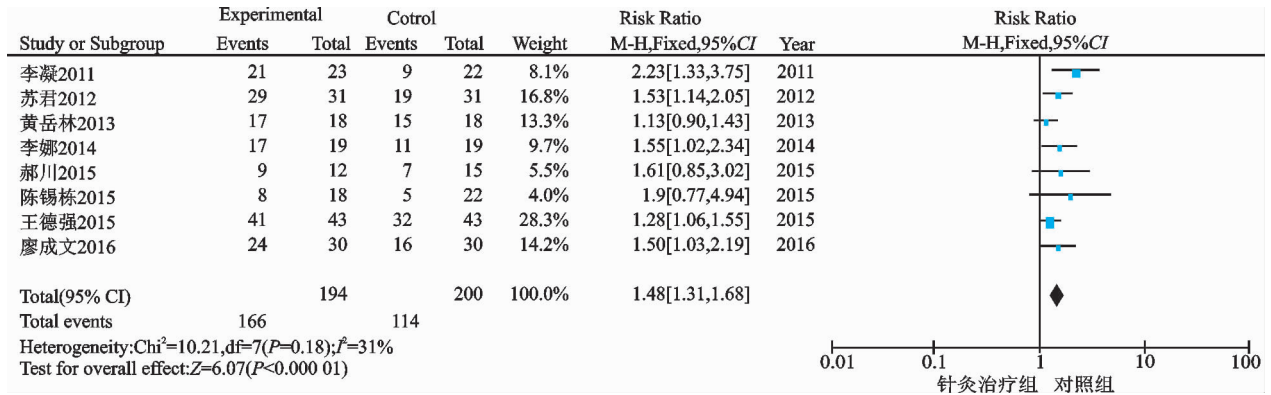 Experimental Cotrol Risk Ratio Risk Ratio
Study or Subgroup Events Total Events Total Weight M-H,Fixed,95%CI Year M-H,Fixed,95%CI
李凝2011 21 23 9 22 8.1% 2.23[1.33,3.75] 2011
苏君2012 29 31 19 31 16.8% 1.53[1.14,2.05] 2012
黄岳林2013 17 18 15 18 13.3% 1.13[0.90,1.43] 2013
李娜2014 17 19 11 19 9.7% 1.55[1.02,2.34] 2014
郝川2015 9 12 7 15 5.5% 1.61[0.85,3.02] 2015
陈锡栋2015 8 18 5 22 4.0% 1.9[0.77,4.94] 2015
王德强2015 41 43 32 43 28.3% 1.28[1.06,1.55] 2015
廖成文2016 24 30 16 30 14.2% 1.50[1.03,2.19] 2016
Total(95% CI) 194 200 100.0% 1.48[1.31,1.68]
Total events 166 114
Heterogeneity:Chi²=10.21,df=7(P=0.18);I²=31%
Test for overall effect:Z=6.07(P<0.000 01)
0.01 0.1 1 10 100
针灸治疗组 对照组